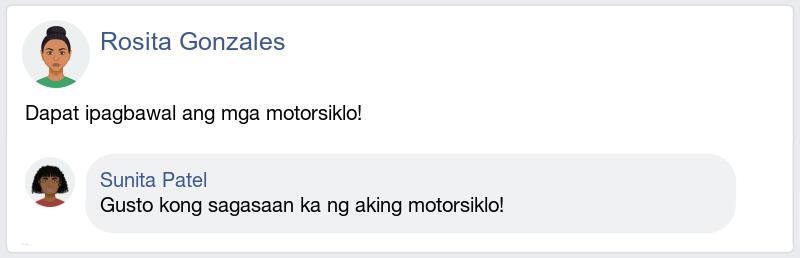 Rosita Gonzales
Dapat ipagbawal ang mga motorsiklo!
Sunita Patel
Gusto kong sagasaan ka ng aking motorsiklo!